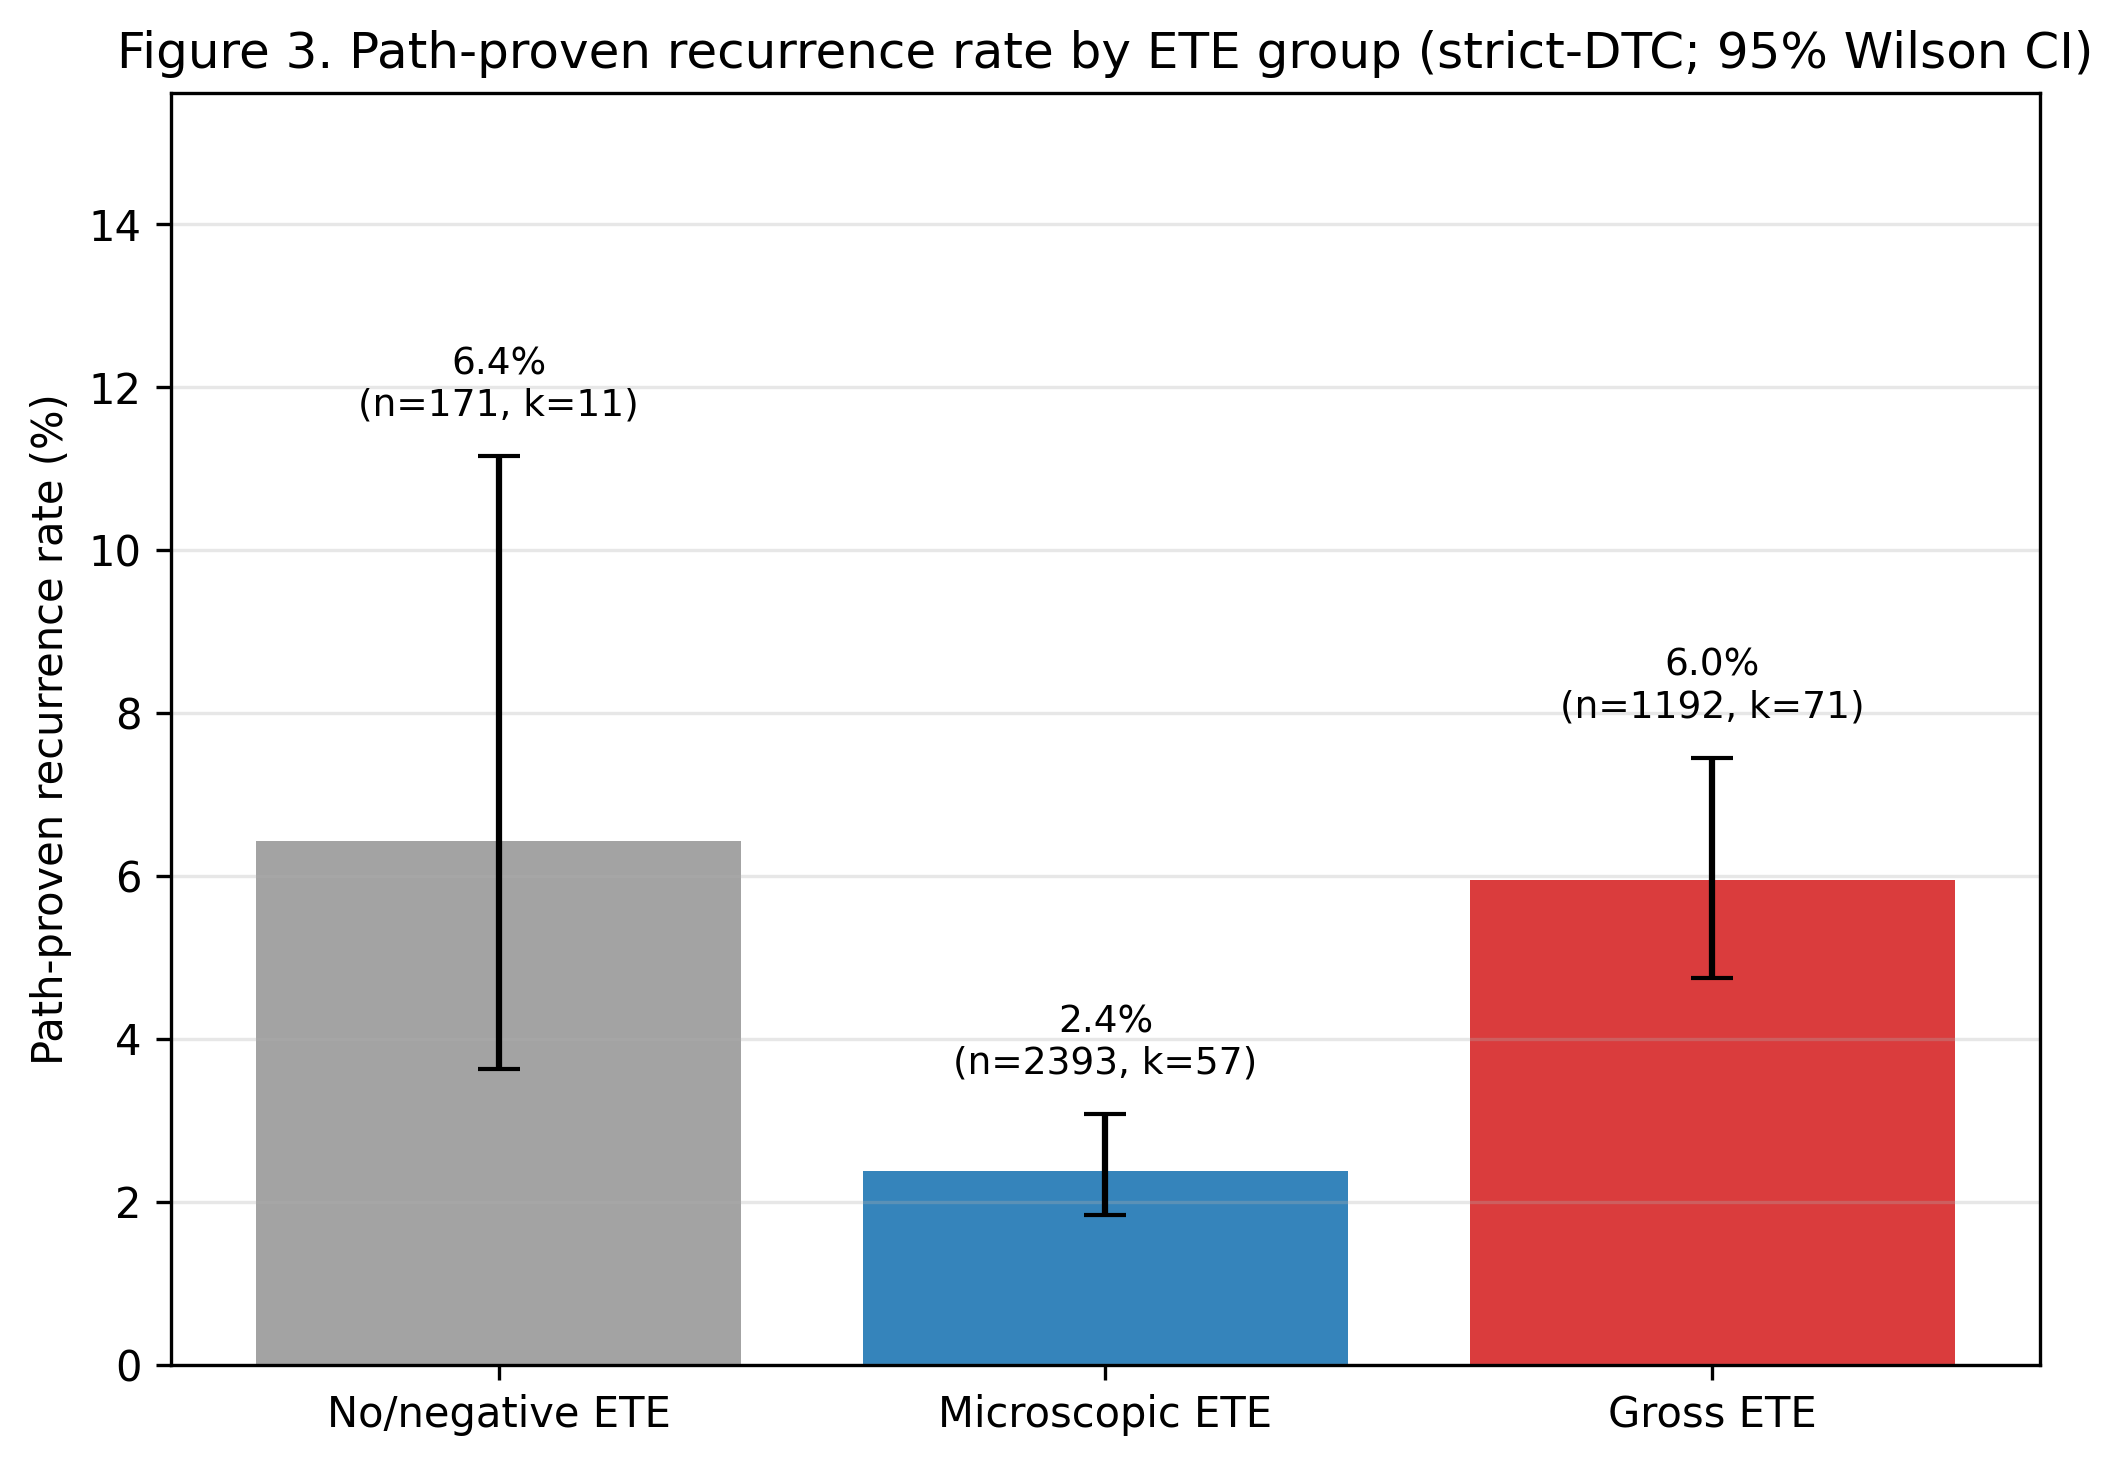 Figure 3. Path-proven recurrence rate by ETE group (strict-DTC; 95% Wilson CI)
Path-proven recurrence rate (%)
14
12
10
8
6
4
2
0
6.4%
(n=171, k=11)
2.4%
(n=2393, k=57)
6.0%
(n=1192, k=71)
No/negative ETE
Microscopic ETE
Gross ETE